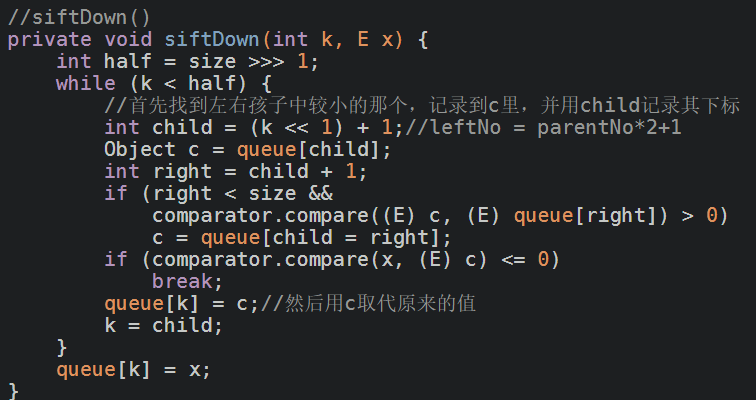 //siftDown()
private void siftDown(int k, E x) {
    int half = size >>> 1;
    while (k < half) {
        //首先找到左右孩子中较小的那个，记录到c里，并用child记录其下标
        int child = (k << 1) + 1;//leftNo = parentNo*2+1
        Object c = queue[child];
        int right = child + 1;
        if (right < size &&
            comparator.compare((E) c, (E) queue[right]) > 0)
            c = queue[child = right];
        if (comparator.compare(x, (E) c) <= 0)
            break;
        queue[k] = c;//然后用c取代原来的值
        k = child;
    }
    queue[k] = x;
}